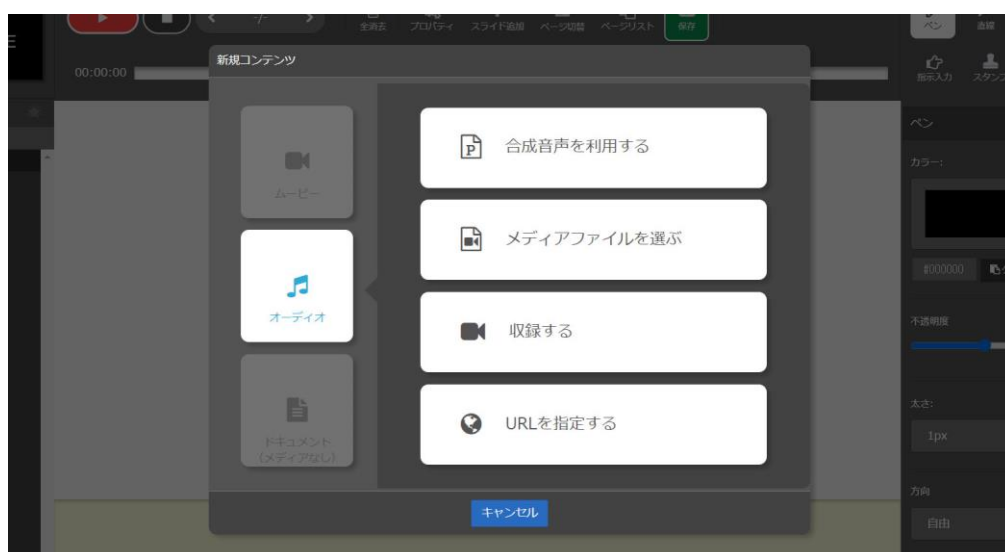 -/-
全消去
プロパティ
スライド追加
ページ切替
ページリスト
保存
ペン
直線
00:00:00
指示入力
スタンプ
新規コンテンツ
ムービー
オーディオ
ドキュメント
(メディアなし)
合成音声を利用する
メディアファイルを選ぶ
収録する
URLを指定する
キャンセル
ペン
カラー:
#000000
不透明度
太さ:
1px
方向
自由